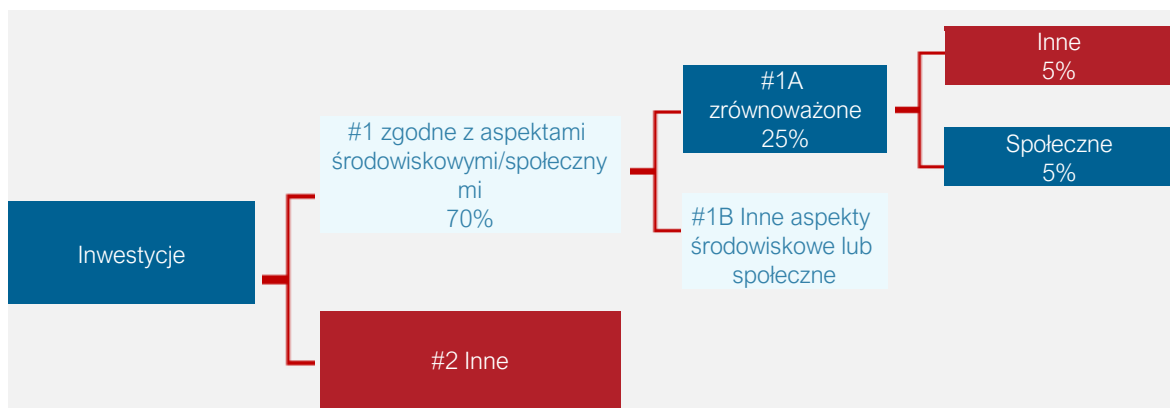 Inwestycje
#1 zgodne z aspektami
środowiskowymi/społeczny
mi
70%
#2 Inne
#1A
zrównoważone
25%
#1B Inne aspekty
środowiskowe lub
społeczne
Inne
5%
Społeczne
5%